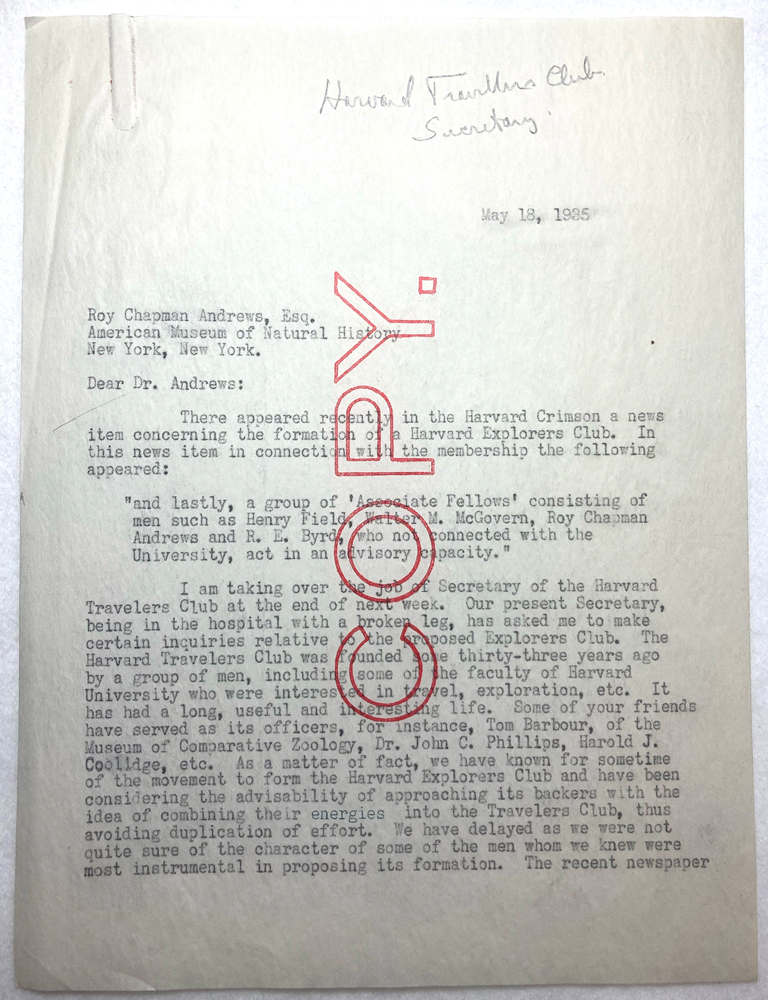 Harvard Travellers Club.
Secretary
May 18, 1935
Roy Chapman Andrews, Esq.
American Museum of Natural History
New York, New York.
Dear Dr. Andrews:
There appeared recently in the Harvard Crimson a news
item concerning the formation of a Harvard Explorers Club. In
this news item in connection with the membership the following
appeared:
"and lastly, a group of 'Associate Fellows' consisting of
men such as Henry Field, Walter M. McGovern, Roy Chapman
Andrews and R. E. Byrd, who not connected with the
University, act in an advisory capacity."
I am taking over the job of Secretary of the Harvard
Travelers Club at the end of next week. Our present Secretary,
being in the hospital with a broken leg, has asked me to make
certain inquiries relative to the proposed Explorers Club. The
Harvard Travelers Club was founded some thirty-three years ago
by a group of men, including some of the faculty of Harvard
University who were interested in travel, exploration, etc. It
has had a long, useful and interesting life. Some of your friends
have served as its officers, for instance, Tom Barbour, of the
Museum of Comparative Zoology, Dr. John C. Phillips, Harold J.
Coolidge, etc. As a matter of fact, we have known for sometime
of the movement to form the Harvard Explorers Club and have been
considering the advisability of approaching its backers with the
idea of combining their energies into the Travelers Club, thus
avoiding duplication of effort. We have delayed as we were not
quite sure of the character of some of the men whom we knew were
most instrumental in proposing its formation. The recent newspaper
COPY.